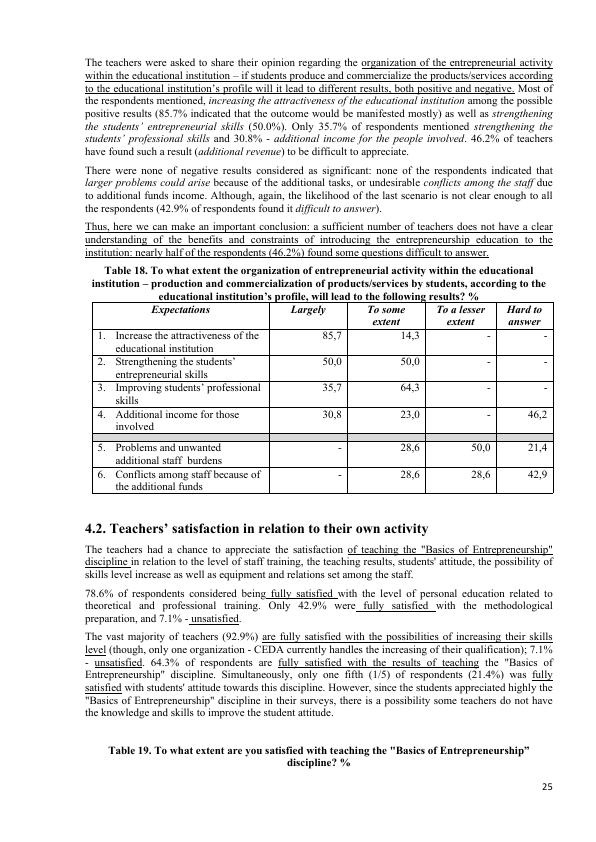 The teachers were asked to share their opinion regarding the organization of the entrepreneurial activity
within the educational institution – if students produce and commercialize the products/services according
to the educational institution's profile will it lead to different results, both positive and negative. Most of
the respondents mentioned, increasing the attractiveness of the educational institution among the possible
positive results (85.7% indicated that the outcome would be manifested mostly) as well as strengthening
the students' entrepreneurial skills (50.0%). Only 35.7% of respondents mentioned strengthening the
students' professional skills and 30.8% - additional income for the people involved. 46.2% of teachers
have found such a result (additional revenue) to be difficult to appreciate.
There were none of negative results considered as significant: none of the respondents indicated that
larger problems could arise because of the additional tasks, or undesirable conflicts among the staff due
to additional funds income. Although, again, the likelihood of the last scenario is not clear enough to all
the respondents (42.9% of respondents found it difficult to answer).
Thus, here we can make an important conclusion: a sufficient number of teachers does not have a clear
understanding of the benefits and constraints of introducing the entrepreneurship education to the
institution: nearly half of the respondents (46.2%) found some questions difficult to answer.
Table 18. To what extent the organization of entrepreneurial activity within the educational
institution – production and commercialization of products/services by students, according to the
educational institution's profile, will lead to the following results? %
Expectations Largely To some To a lesser Hard to
extent extent answer
1. Increase the attractiveness of the 85,7 14,3 - -
educational institution
2. Strengthening the students' 50,0 50,0 - -
entrepreneurial skills
3. Improving students' professional 35,7 64,3 - -
skills
4. Additional income for those 30,8 23,0 - 46,2
involved
5. Problems and unwanted - 28,6 50,0 21,4
additional staff burdens
6. Conflicts among staff because of - 28,6 28,6 42,9
the additional funds
4.2. Teachers' satisfaction in relation to their own activity
The teachers had a chance to appreciate the satisfaction of teaching the "Basics of Entrepreneurship"
discipline in relation to the level of staff training, the teaching results, students' attitude, the possibility of
skills level increase as well as equipment and relations set among the staff.
78.6% of respondents considered being fully satisfied with the level of personal education related to
theoretical and professional training. Only 42.9% were fully satisfied with the methodological
preparation, and 7.1% - unsatisfied.
The vast majority of teachers (92.9%) are fully satisfied with the possibilities of increasing their skills
level (though, only one organization - CEDA currently handles the increasing of their qualification); 7.1%
- unsatisfied. 64.3% of respondents are fully satisfied with the results of teaching the "Basics of
Entrepreneurship" discipline. Simultaneously, only one fifth (1/5) of respondents (21.4%) was fully
satisfied with students' attitude towards this discipline. However, since the students appreciated highly the
"Basics of Entrepreneurship" discipline in their surveys, there is a possibility some teachers do not have
the knowledge and skills to improve the student attitude.
Table 19. To what extent are you satisfied with teaching the "Basics of Entrepreneurship"
discipline? %
25